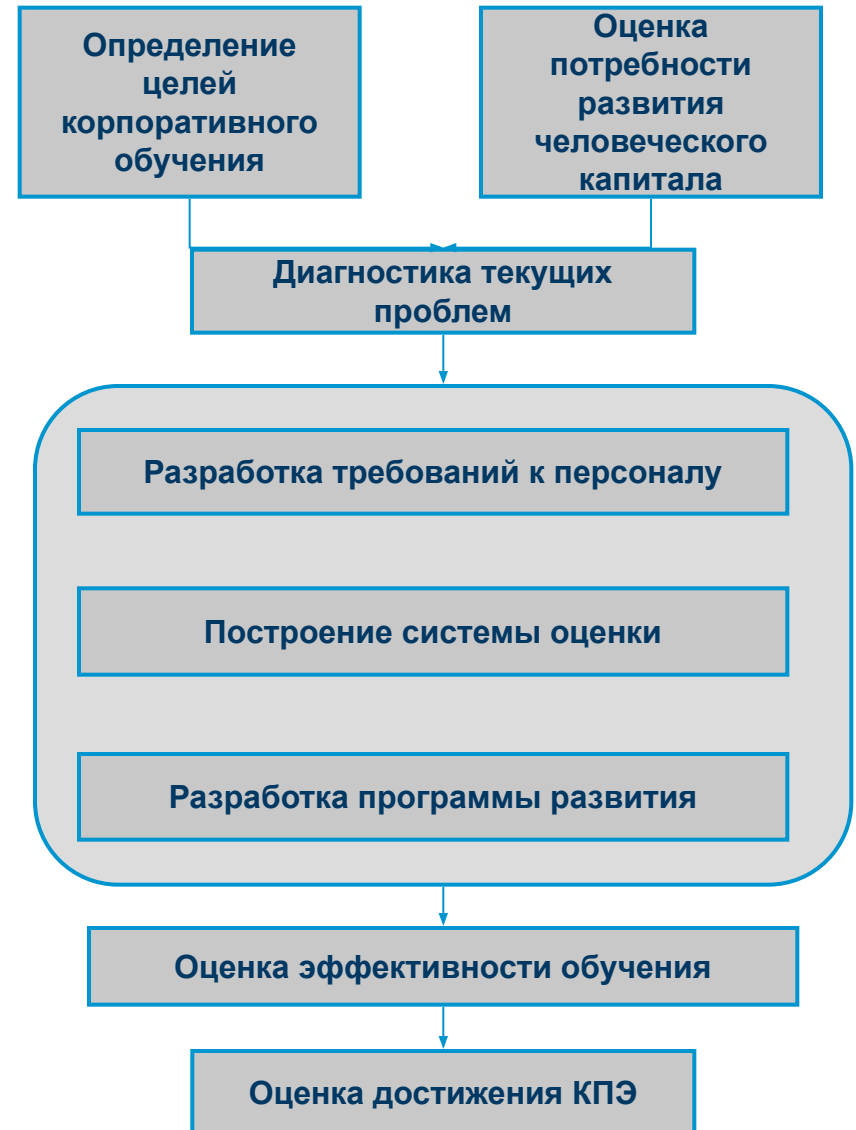 Определение
целей
корпоративного
обучения
Оценка
потребности
развития
человеческого
капитала
Диагностика текущих
проблем
Разработка требований к персоналу
Построение системы оценки
Разработка программы развития
Оценка эффективности обучения
Оценка достижения КПЭ